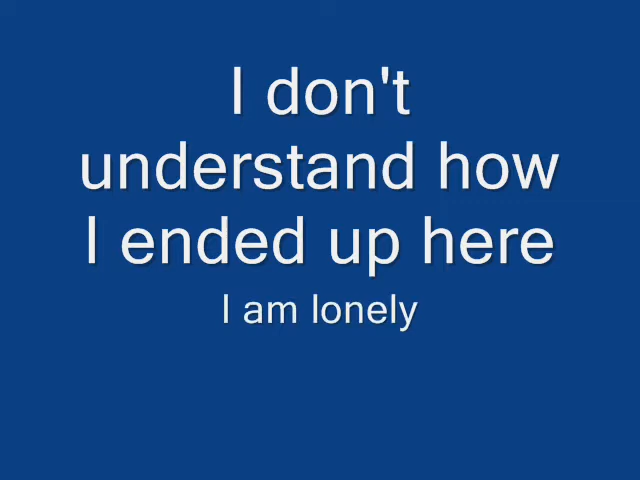 I don't
understand how
I ended up here
I am lonely